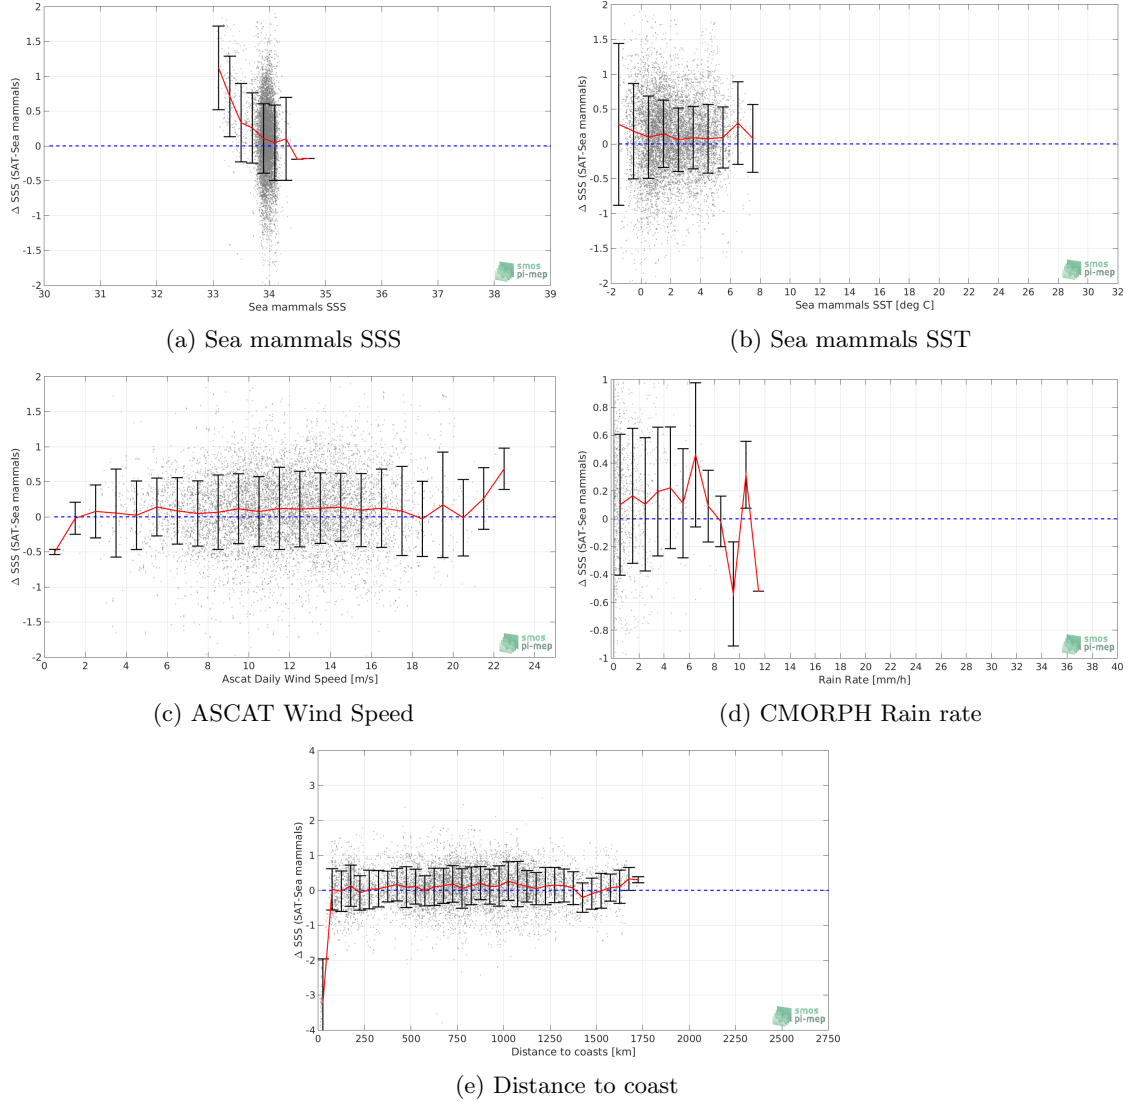 2
1.5
1
0.5
0
-0.5
-1
-1.5
-2
Δ SSS (SAT-Sea mammals)
30 31 32 33 34 35 36 37 38 39
Sea mammals SSS
smos
pi-mep
(a) Sea mammals SSS
2
1.5
1
0.5
0
-0.5
-1
-1.5
-2
Δ SSS (SAT-Sea mammals)
-2 0 2 4 6 8 10 12 14 16 18 20 22 24 26 28 30 32
Sea mammals SST [deg C]
smos
pi-mep
(b) Sea mammals SST
2
1.5
1
0.5
0
-0.5
-1
-1.5
-2
Δ SSS (SAT-Sea mammals)
0 2 4 6 8 10 12 14 16 18 20 22 24
Ascat Daily Wind Speed [m/s]
smos
pi-mep
(c) ASCAT Wind Speed
1
0.8
0.6
0.4
0.2
0
-0.2
-0.4
-0.6
-0.8
-1
Δ SSS (SAT-Sea mammals)
0 2 4 6 8 10 12 14 16 18 20 22 24 26 28 30 32 34 36 38 40
Rain Rate [mm/h]
smos
pi-mep
(d) CMORPH Rain rate
4
3
2
1
0
-1
-2
-3
-4
Δ SSS (SAT-Sea mammals)
0 250 500 750 1000 1250 1500 1750 2000 2250 2500 2750
Distance to coasts [km]
smos
pi-mep
(e) Distance to coast